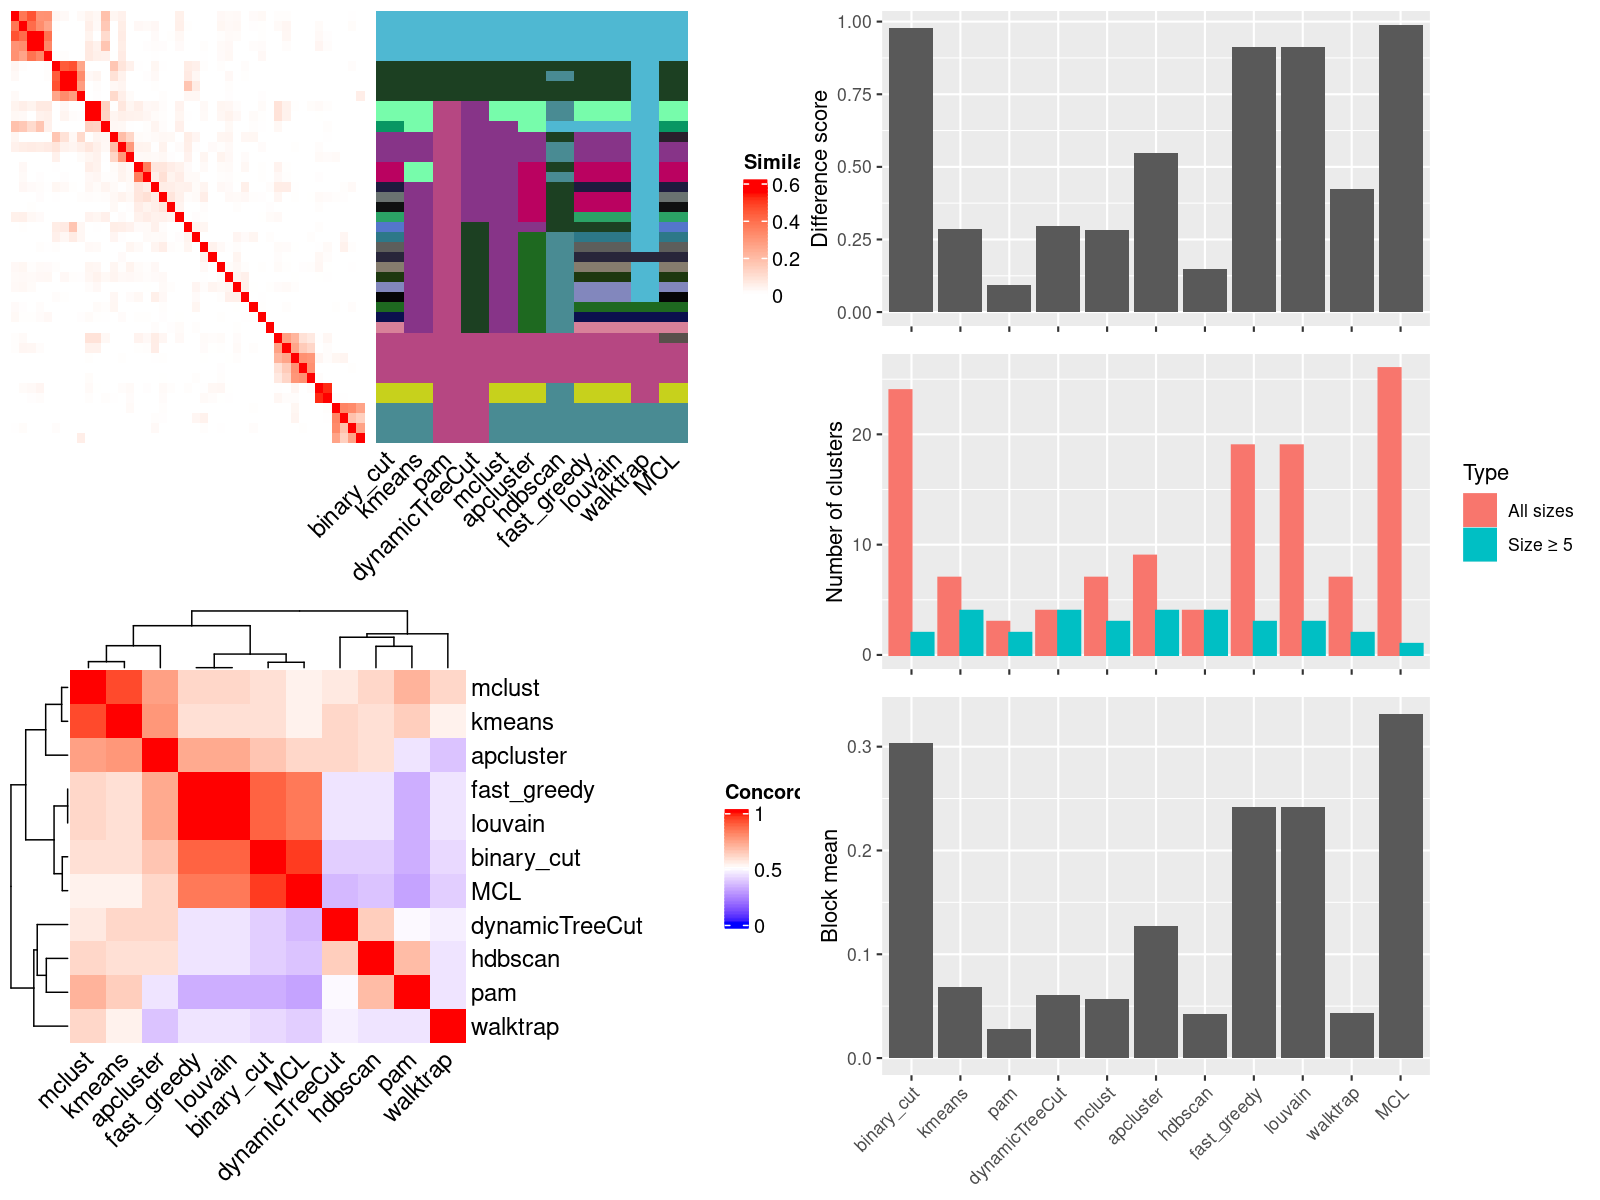 Simila
0.6
0.4
0.2
0
binary_cut
kmeans
pam
dynamicTreeCut
mclust
apcluster
hdbscan
fast_greedy
louvain
walktrap
MCL
Difference score
1.00
0.75
0.50
0.25
0.00
Number of clusters
20
10
0
Type
All sizes
Size ≥ 5
mclust
kmeans
apcluster
fast_greedy
louvain
binary_cut
MCL
dynamicTreeCut
hdbscan
pam
walktrap
mclust
kmeans
apcluster
fast_greedy
louvain
binary_cut
MCL
dynamicTreeCut
hdbscan
pam
walktrap
Concord
1
0.5
0
Block mean
0.3
0.2
0.1
0.0
binary_cut
kmeans
pam
dynamicTreeCut
mclust
apcluster
hdbscan
fast_greedy
louvain
walktrap
MCL